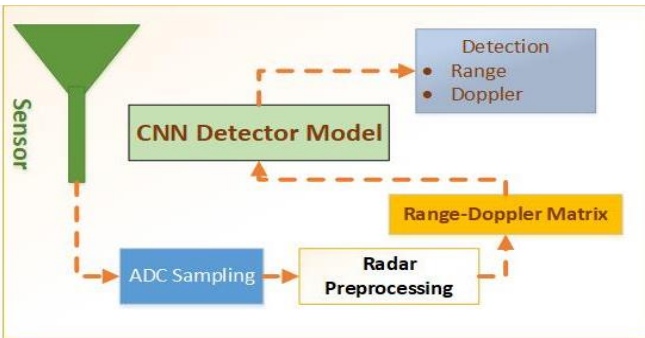 Sensor
Detection
• Range
• Doppler
CNN Detector Model
Range-Doppler Matrix
ADC Sampling
Radar
Preprocessing